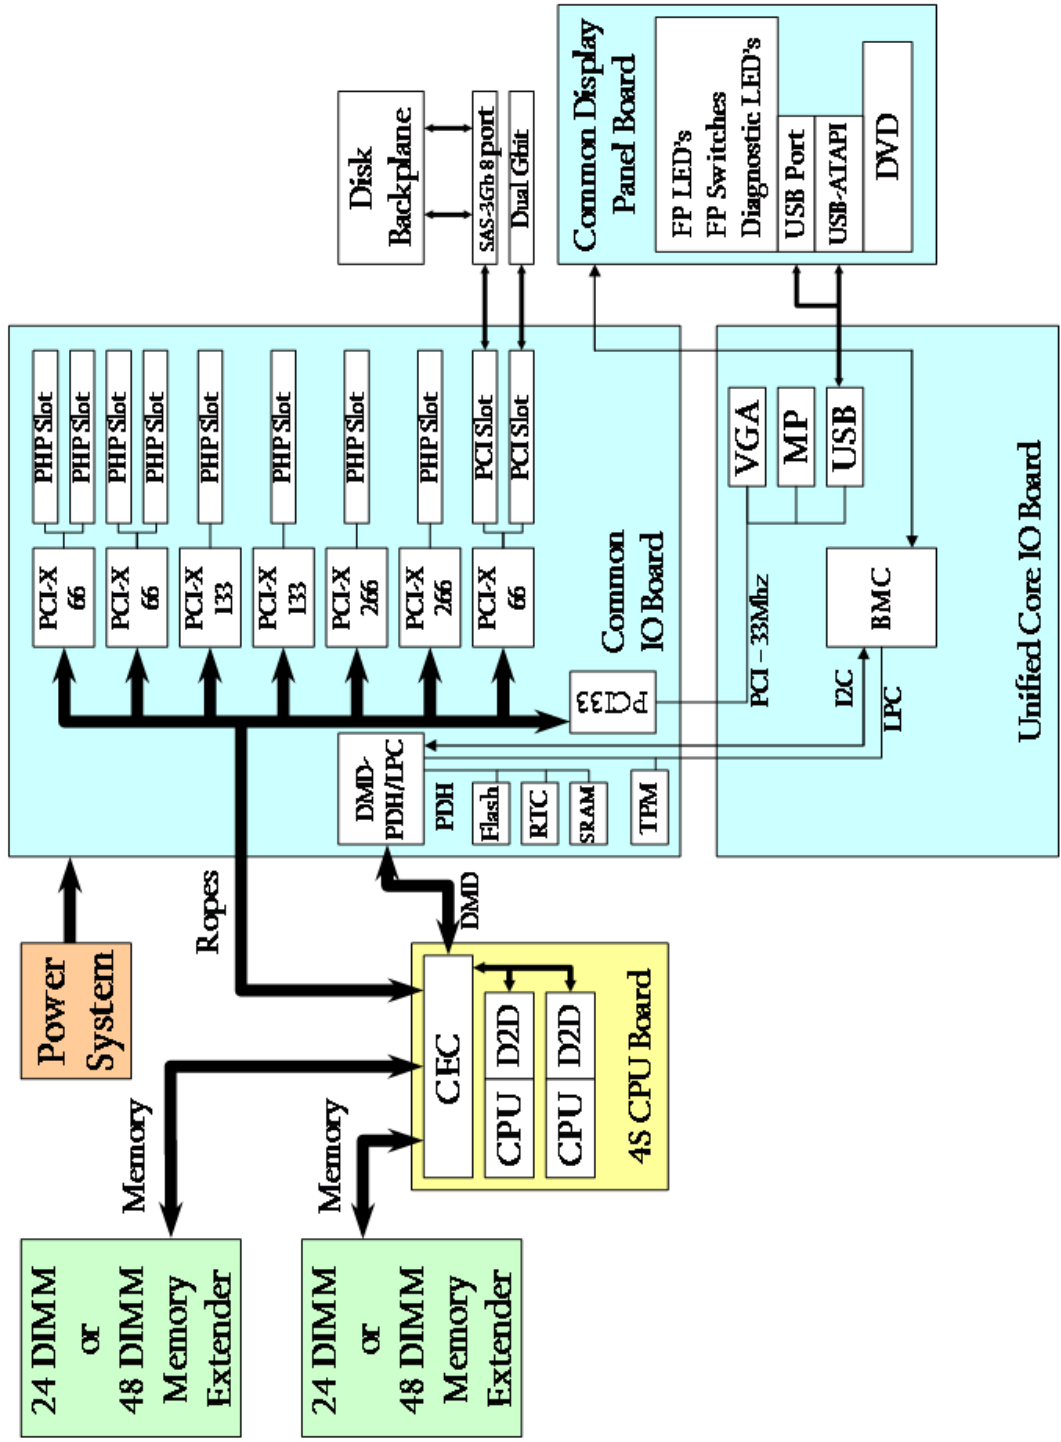 24 DIMM
or
48 DIMM
Memory
Extender
24 DIMM
or
48 DIMM
Memory
Extender
Memory
Memory
Power
System
Ropes
CEC
CPU
D2D
CPU
D2D
4S CPU Board
DMD
DMD-
PDH/LPC
PDH
Flash
RTC
SRAM
TPM
PCI33
PCI-X
66
PCI-X
66
PCI-X
133
PCI-X
133
PCI-X
266
PCI-X
266
PCI-X
66
PHP Slot
PHP Slot
PHP Slot
PHP Slot
PHP Slot
PHP Slot
PHP Slot
PHP Slot
PCI Slot
PCI Slot
Common
IO Board
Disk
Backplane
SAS-3Gb 8 port
Dual Gbit
Common Display
Panel Board
FP LED's
FP Switches
Diagnostic LED's
USB Port
USB-ATAPI
DVD
VGA
MP
USB
PCI – 33Mhz
I2C
LPC
BMC
Unified Core IO Board